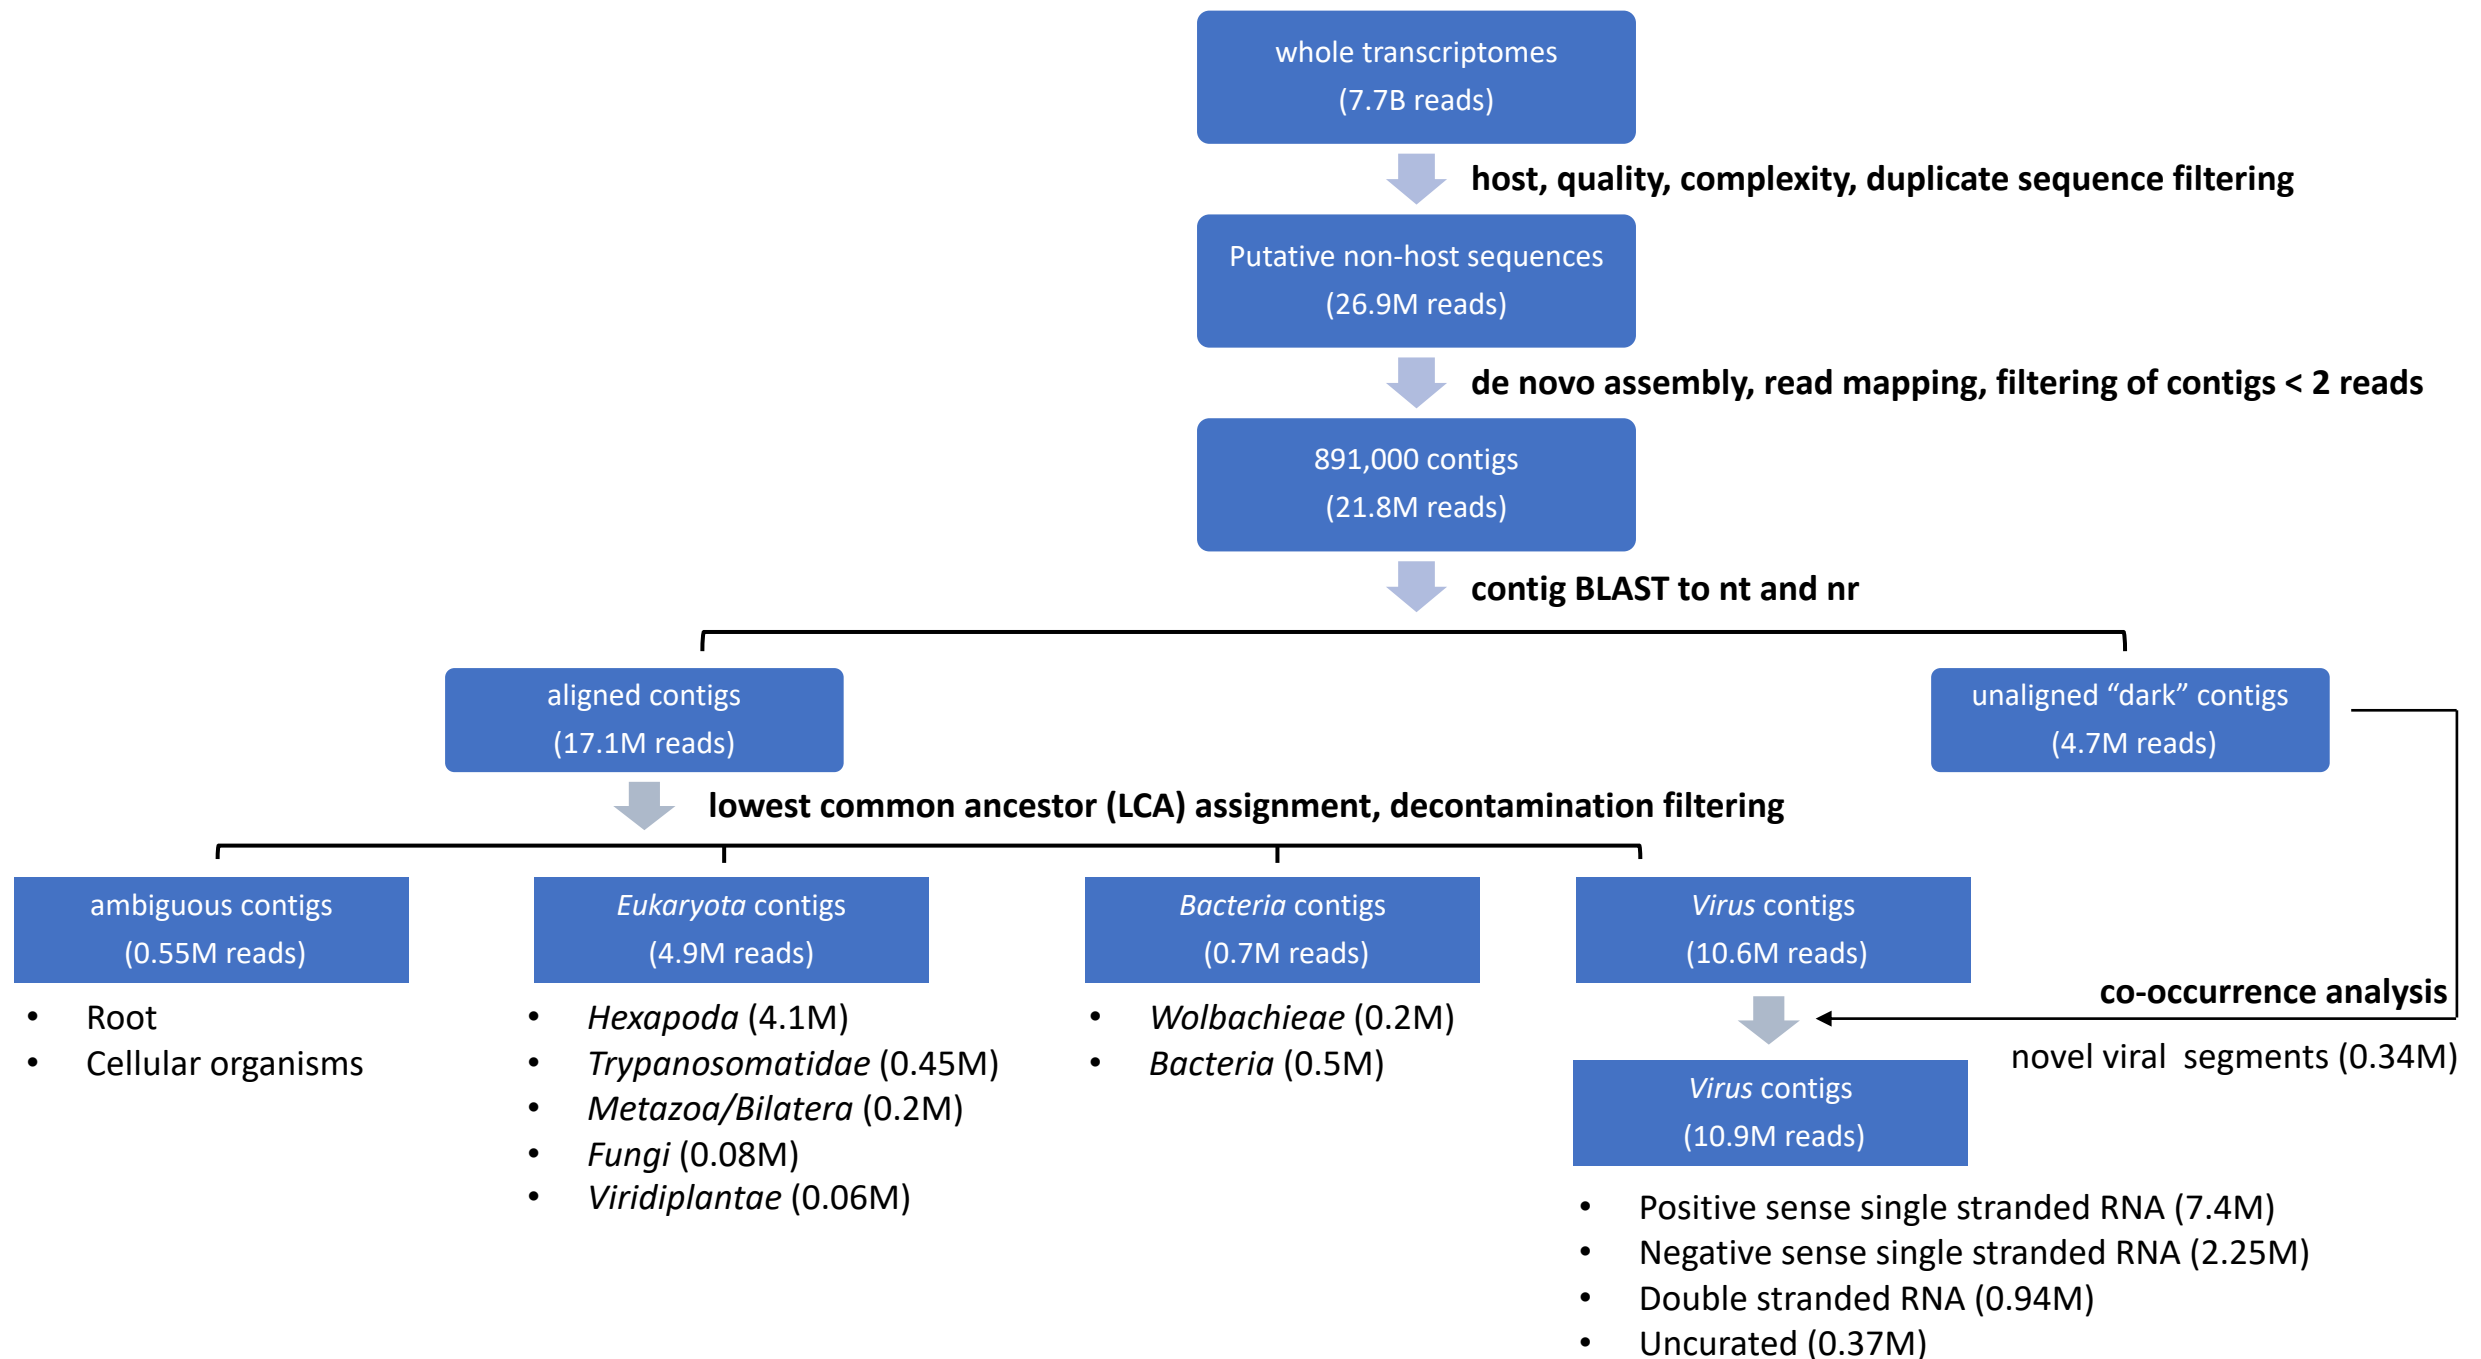 whole transcriptomes
(7.7B reads)
host, quality, complexity, duplicate sequence filtering
Putative non-host sequences
(26.9M reads)
de novo assembly, read mapping, filtering of contigs < 2 reads
891,000 contigs
(21.8M reads)
contig BLAST to nt and nr
aligned contigs
(17.1M reads)
unaligned “dark” contigs
(4.7M reads)
lowest common ancestor (LCA) assignment, decontamination filtering
ambiguous contigs
(0.55M reads)
• Root
• Cellular organisms
Eukaryota contigs
(4.9M reads)
• Hexapoda (4.1M)
• Trypanosomatidae (0.45M)
• Metazoa/Bilatera (0.2M)
• Fungi (0.08M)
• Viridiplantae (0.06M)
Bacteria contigs
(0.7M reads)
• Wolbachieae (0.2M)
• Bacteria (0.5M)
Virus contigs
(10.6M reads)
co-occurrence analysis
novel viral segments (0.34M)
Virus contigs
(10.9M reads)
• Positive sense single stranded RNA (7.4M)
• Negative sense single stranded RNA (2.25M)
• Double stranded RNA (0.94M)
• Uncurated (0.37M)